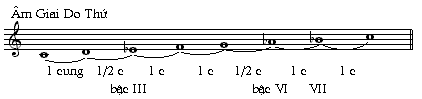 Âm Giai Do Thứ
1 cung 1/2 c 1 c 1 c 1/2 c 1 c 1 c
bậc III bậc VI VII